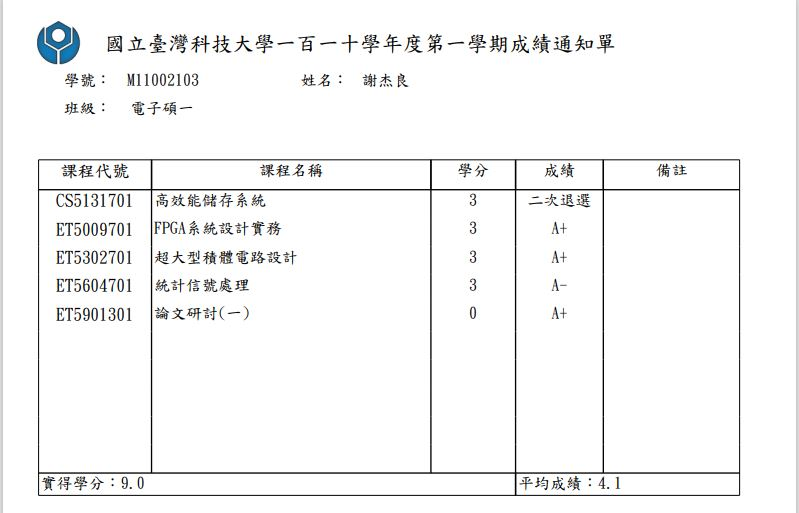 國立臺灣科技大學一百一十學年度第一學期成績通知單
學號： M11002103 姓名： 謝杰良
班級： 電子碩一
課程代號 課程名稱 學分 成績 備註
CS5131701 高效能儲存系統 3 二次退選
ET5009701 FPGA系統設計實務 3 A+
ET5302701 超大型積體電路設計 3 A+
ET5604701 統計信號處理 3 A-
ET5901301 論文研討(一) 0 A+
實得學分：9.0 平均成績：4.1